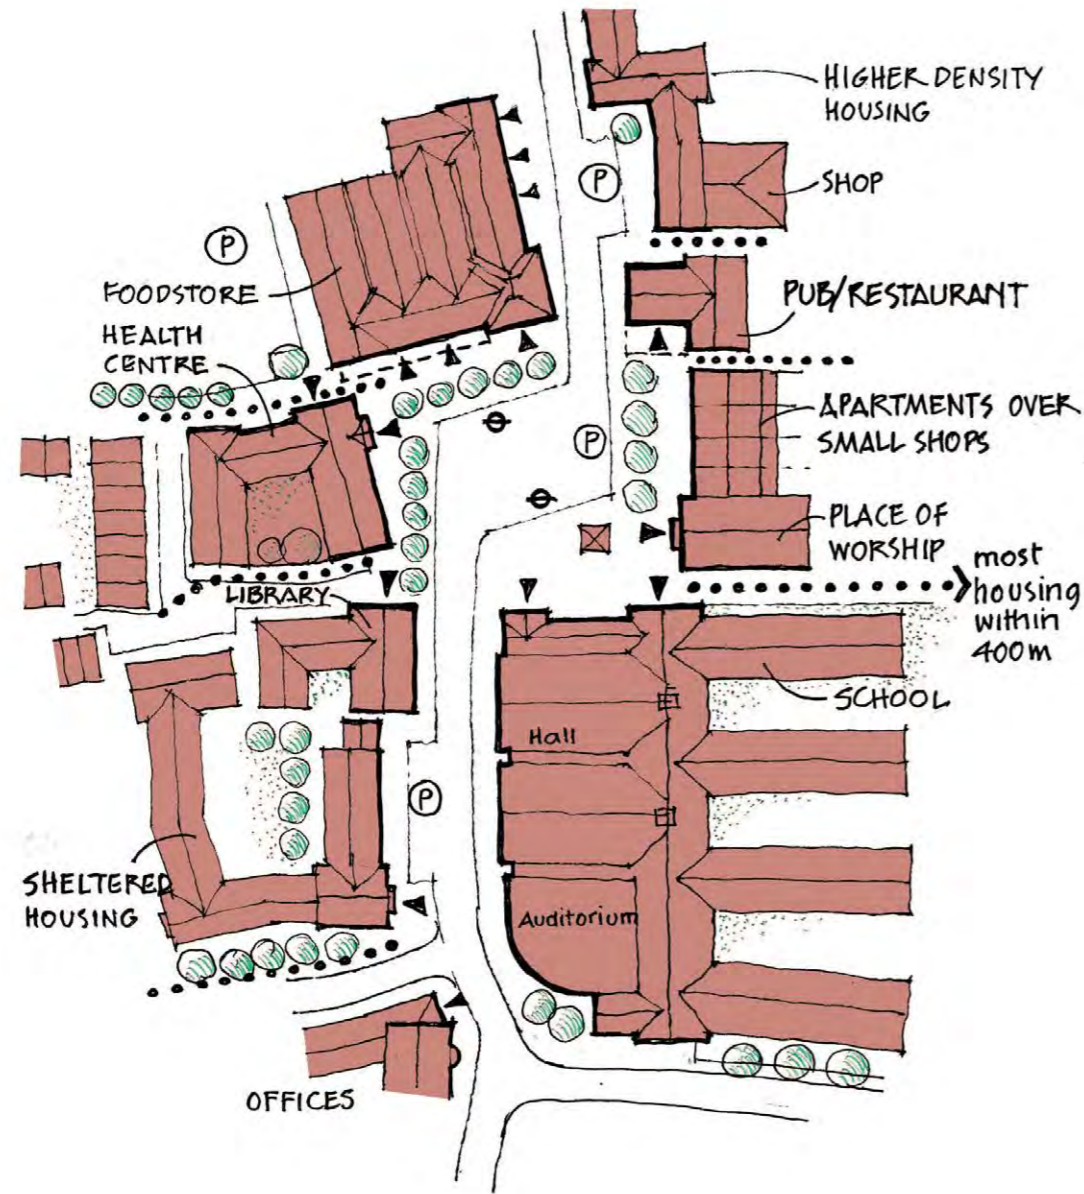 HIGHER DENSITY
HOUSING
P
SHOP
P
FOODSTORE
PUB/RESTAURANT
HEALTH
CENTRE
APARTMENTS OVER
SMALL SHOPS
P
PLACE OF
WORSHIP
most
housing
within
400m
LIBRARY
SCHOOL
Hall
P
SHELTERED
HOUSING
Auditorium
OFFICES